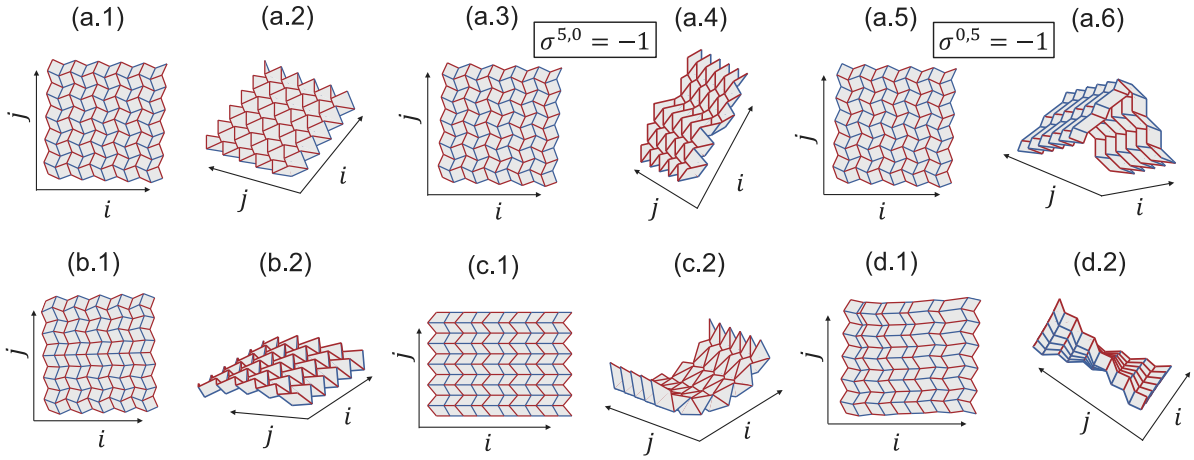 (a.1) (a.2) (a.3) σ^{5,0} = −1 (a.4) (a.5) σ^{0,5} = −1 (a.6)
j i j i j i j i j i j i
(b.1) (b.2) (c.1) (c.2) (d.1) (d.2)
j i j i j i j i j i j i